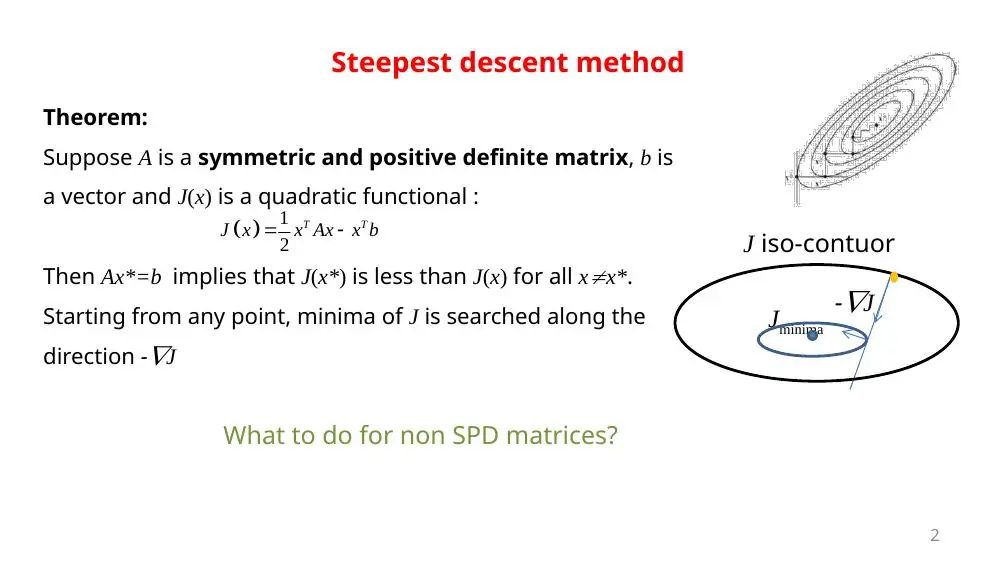 Steepest descent method
Theorem:
Suppose A is a symmetric and positive definite matrix, b is
a vector and J(x) is a quadratic functional :
J(x)=1/2 x^T Ax- x^T b
Then Ax*=b implies that J(x*) is less than J(x) for all x≠x*.
Starting from any point, minima of J is searched along the
direction -∇J
J iso-contuor
-∇J
J minima
What to do for non SPD matrices?
2